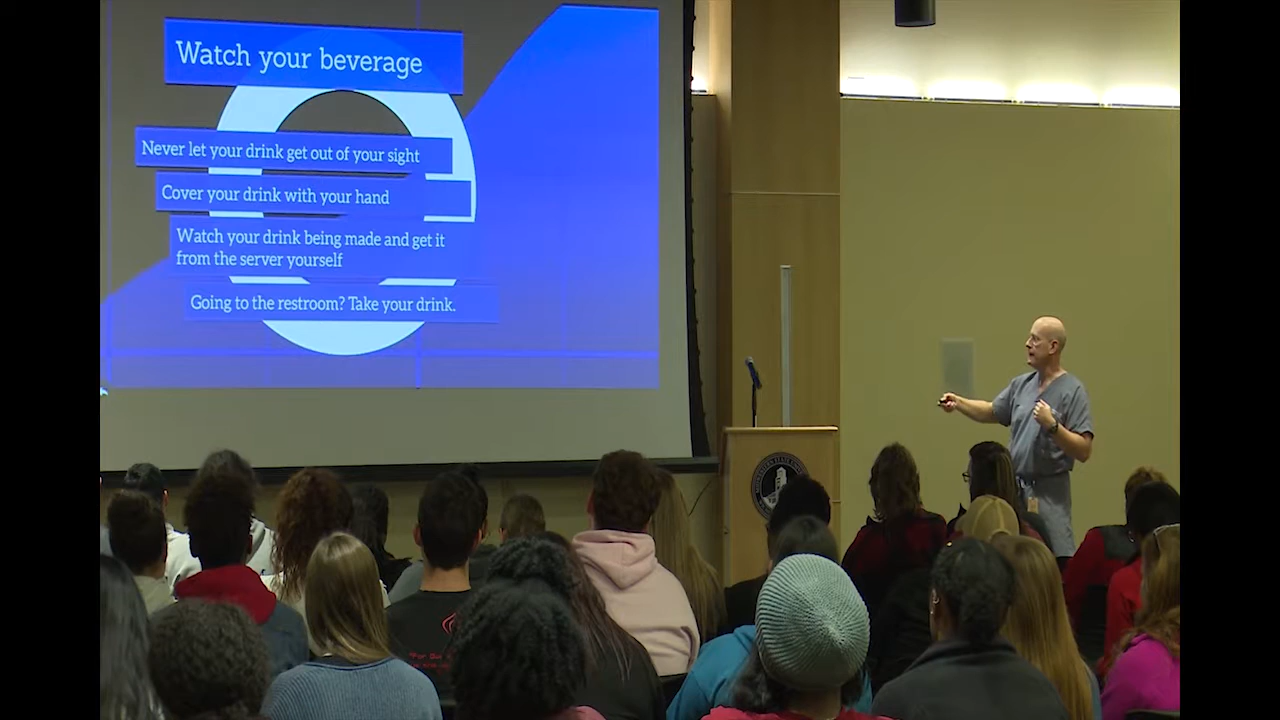 Watch your beverage
Never let your drink get out of your sight
Cover your drink with your hand
Watch your drink being made and get it
from the server yourself
Going to the restroom? Take your drink.